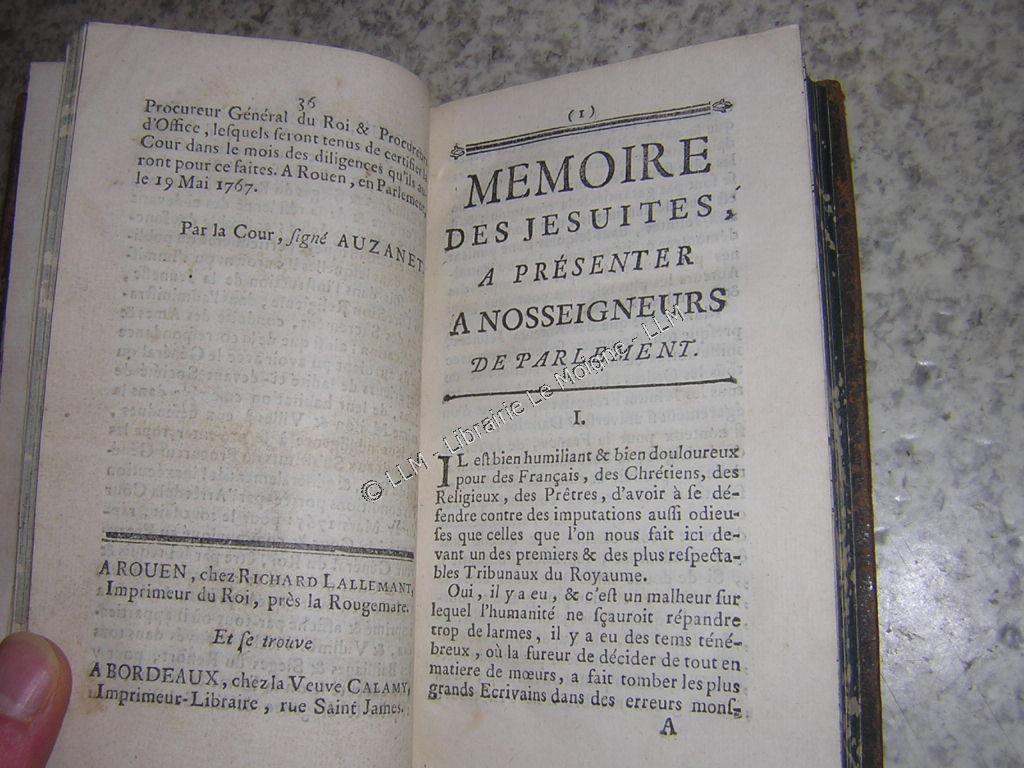 36
Procureur Général du Roi & Procureurs
d'Office, lesquels seront tenus de certifier la
Cour dans le mois des diligences qu'ils au-
ront pour ce faites. A Rouen, en Parlement,
le 19 Mai 1767.
Par la Cour, signé AUZANET.
A ROUEN, chez RICHARD LALLEMANT,
Imprimeur du Roi, près la Rougemare.
Et se trouve
A BORDEAUX, chez la Veuve CALAMY,
Imprimeur-Libraire, rue Saint James.
(1)
MEMOIRE
DES JESUITES,
A PRÉSENTER
A NOSSEIGNEURS
DE PARLEMENT.
I.
IL est bien humiliant & bien douloureux
pour des Français, des Chrétiens, des
Religieux, des Prêtres, d'avoir à se dé-
fendre contre des imputations aussi odieu-
ses que celles que l'on nous fait ici de-
vant un des premiers & des plus respecta-
bles Tribunaux du Royaume.
Oui, il y a eu, & c'est un malheur sur
lequel l'humanité ne sçauroit répandre
trop de larmes, il y a eu des tems téné-
breux, où la fureur de décider de tout en
matiere de mœurs, a fait tomber les plus
grands Ecrivains dans des erreurs mons-
A
© LLM - Librairie Le Moigne - LLM